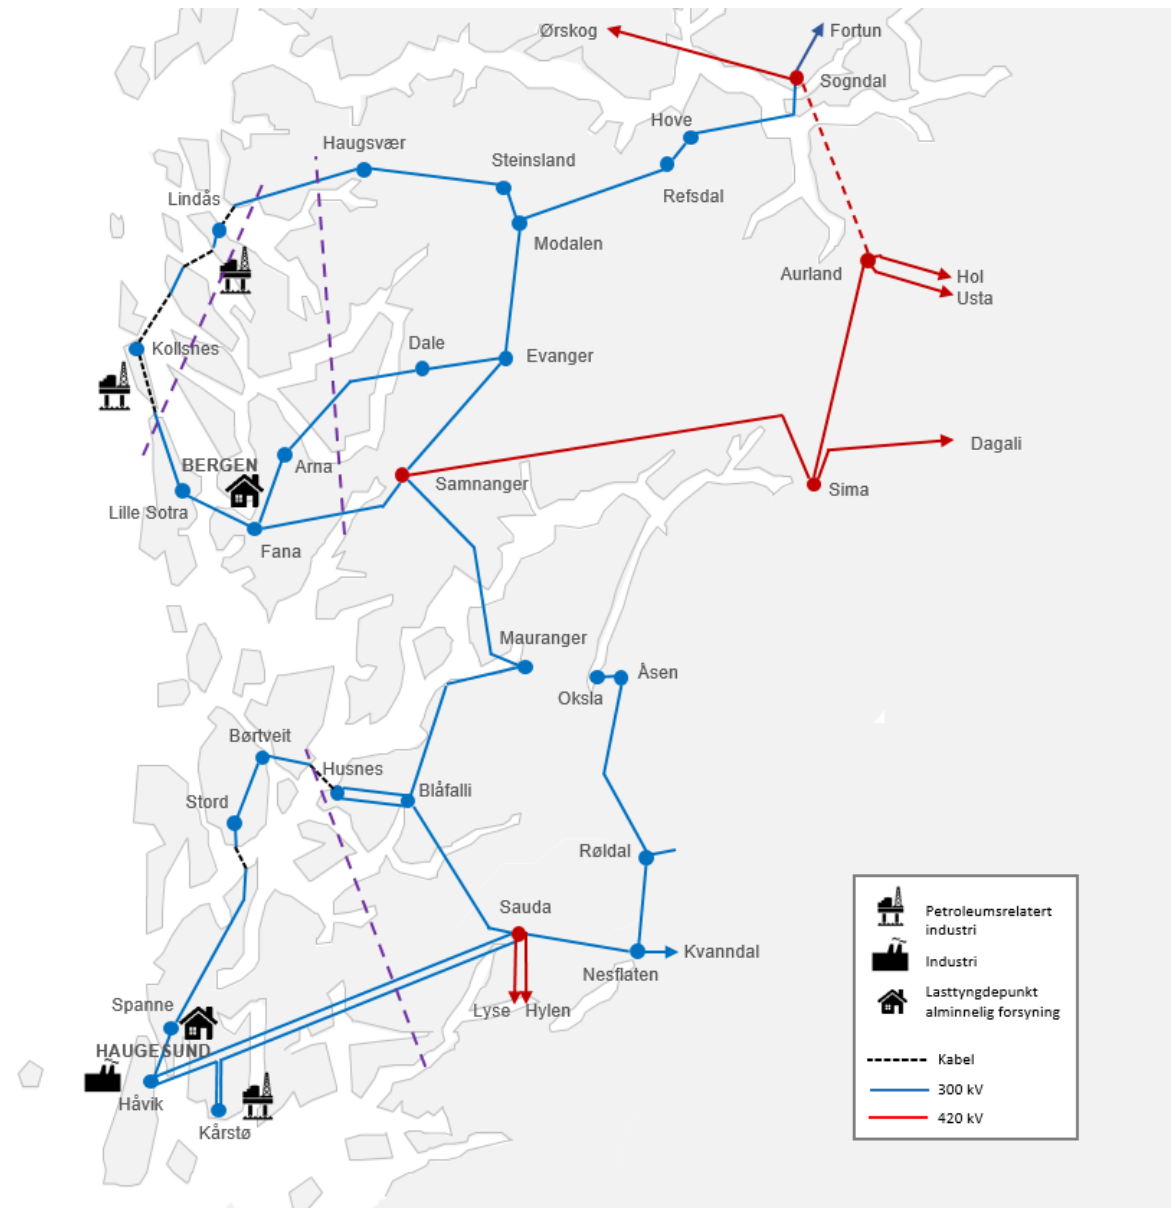 Ørskog
Fortun
Sogndal
Hove
Haugsvær
Steinsland
Refsdal
Lindås
Modalen
Aurland
Hol
Usta
Kollsnes
Dale
Evanger
BERGEN
Arna
Samnanger
Dagali
Sima
Lille Sotra
Fana
Mauranger
Oksla
Åsen
Børtveit
Husnes
Blåfalli
Stord
Røldal
Sauda
Kvanndal
Nesflaten
Lyse
Hylen
Spanne
HAUGESUND
Håvik
Kårstø
Petroleumsrelatert
industri
Industri
Lasttyngdepunkt
alminnelig forsyning
Kabel
300 kV
420 kV